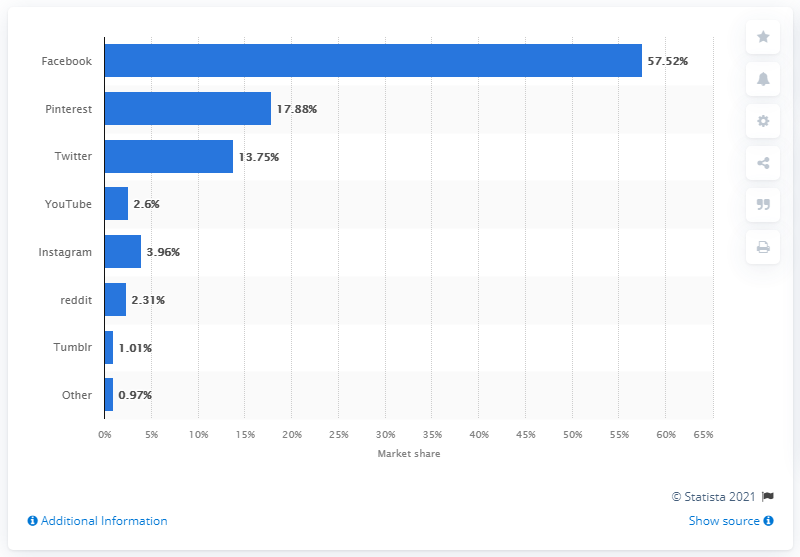 Facebook 57.52%
Pinterest 17.88%
Twitter 13.75%
YouTube 2.6%
Instagram 3.96%
reddit 2.31%
Tumblr 1.01%
Other 0.97%
0% 5% 10% 15% 20% 25% 30% 35% 40% 45% 50% 55% 60% 65%
Market share
© Statista 2021
Additional Information
Show source